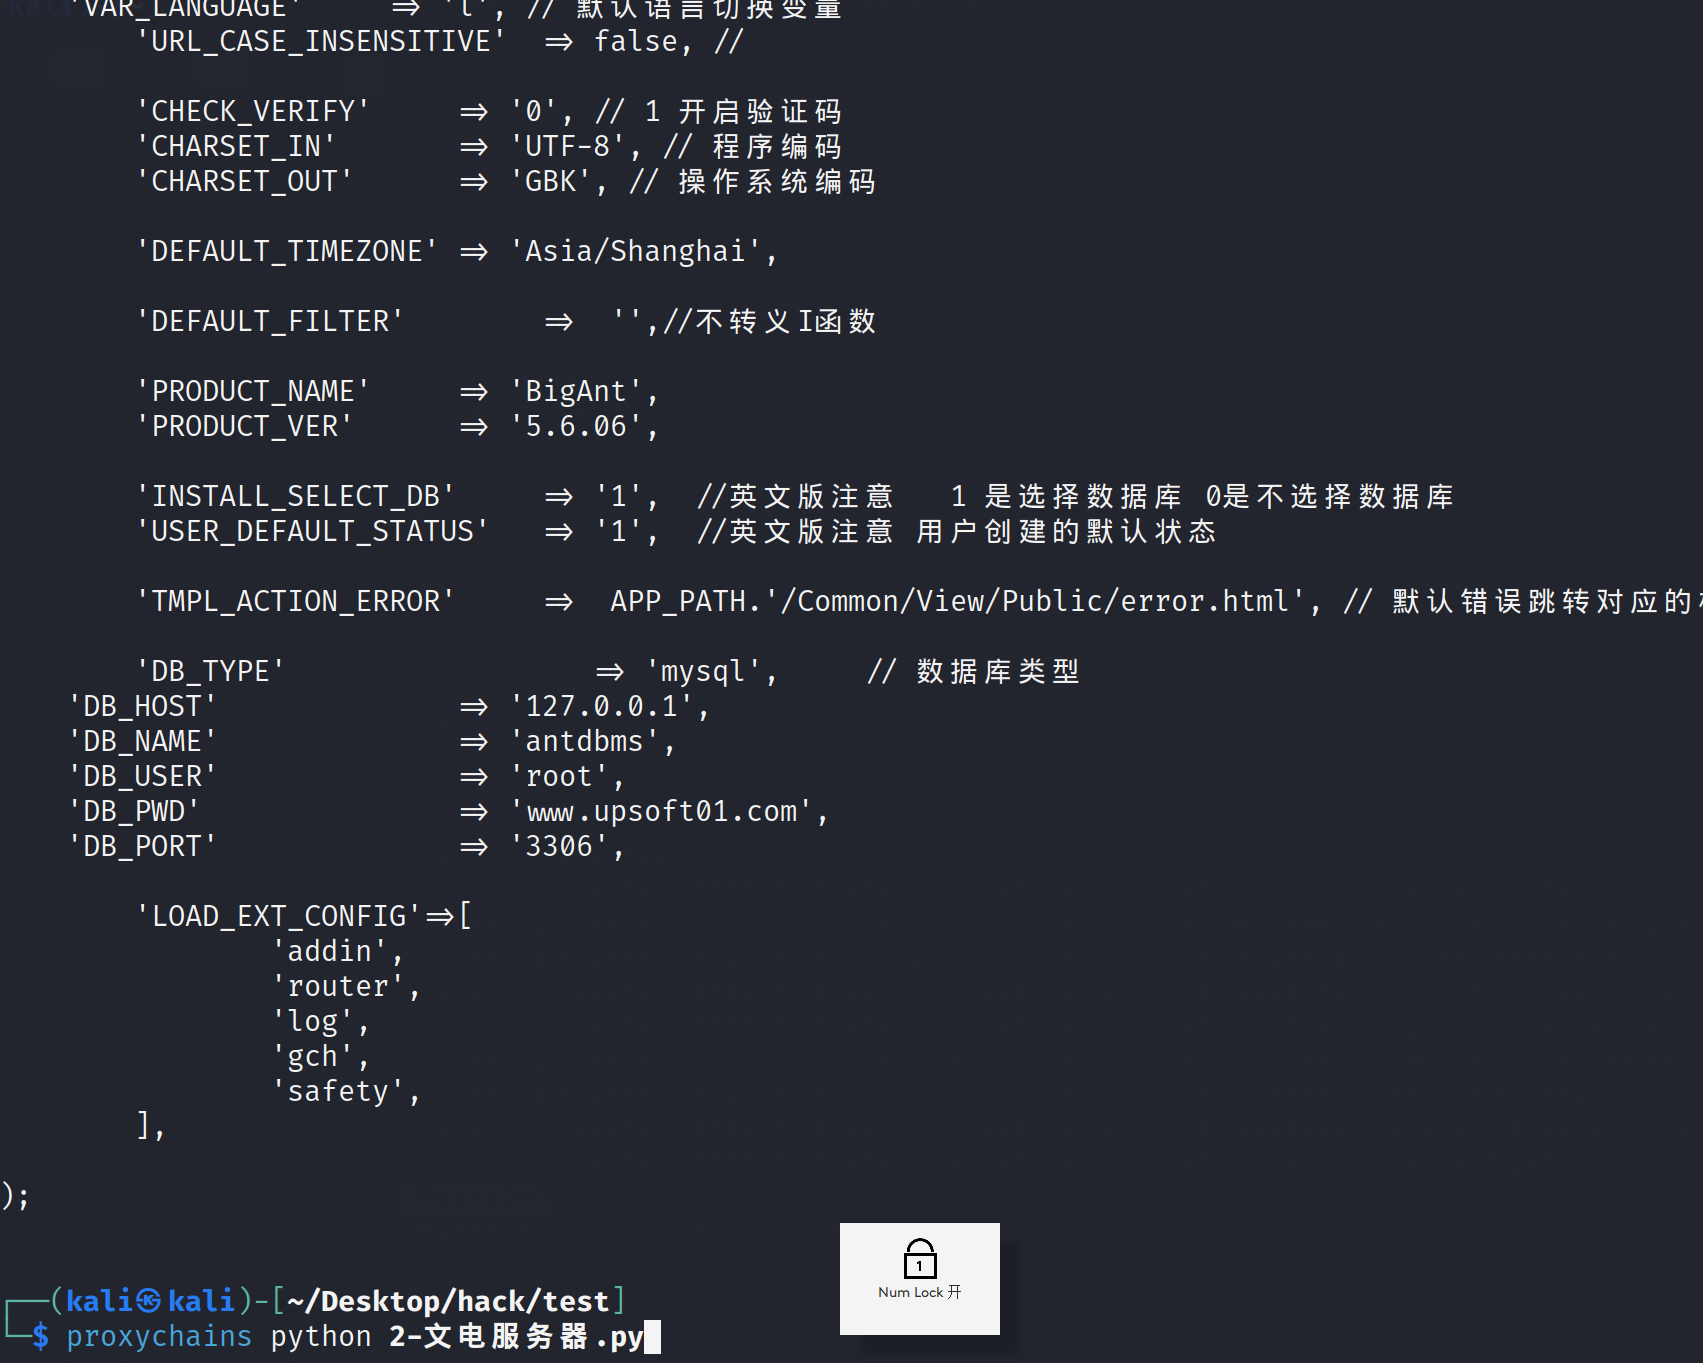 'VAR_LANGUAGE' => 'l', // 默认语言切换变量
'URL_CASE_INSENSITIVE' => false, //
'CHECK_VERIFY' => '0', // 1 开启验证码
'CHARSET_IN' => 'UTF-8', // 程序编码
'CHARSET_OUT' => 'GBK', // 操作系统编码
'DEFAULT_TIMEZONE' => 'Asia/Shanghai',
'DEFAULT_FILTER' => '',//不转义I函数
'PRODUCT_NAME' => 'BigAnt',
'PRODUCT_VER' => '5.6.06',
'INSTALL_SELECT_DB' => '1', //英文版注意 1 是选择数据库 0是不选择数据库
'USER_DEFAULT_STATUS' => '1', //英文版注意 用户创建的默认状态
'TMPL_ACTION_ERROR' => APP_PATH.'/Common/View/Public/error.html', // 默认错误跳转对应的
'DB_TYPE' => 'mysql', // 数据库类型
'DB_HOST' => '127.0.0.1',
'DB_NAME' => 'antdbms',
'DB_USER' => 'root',
'DB_PWD' => 'www.upsoft01.com',
'DB_PORT' => '3306',
'LOAD_EXT_CONFIG'=>[
'addin',
'router',
'log',
'gch',
'safety',
],
);
Num Lock 开
┌──(kali㉿kali)-[~/Desktop/hack/test]
└─$ proxychains python 2-文电服务器.py